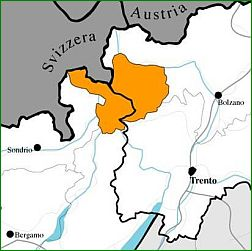 Austria
Svizzera
Bolzano
Sondrio
Trento
Bergamo